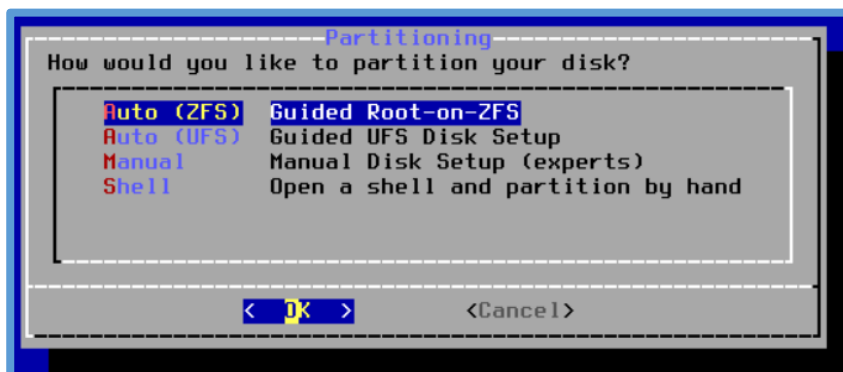 Partitioning
How would you like to partition your disk?
Auto (ZFS) Guided Root-on-ZFS
Auto (UFS) Guided UFS Disk Setup
Manual Manual Disk Setup (experts)
Shell Open a shell and partition by hand
< OK > <Cancel>